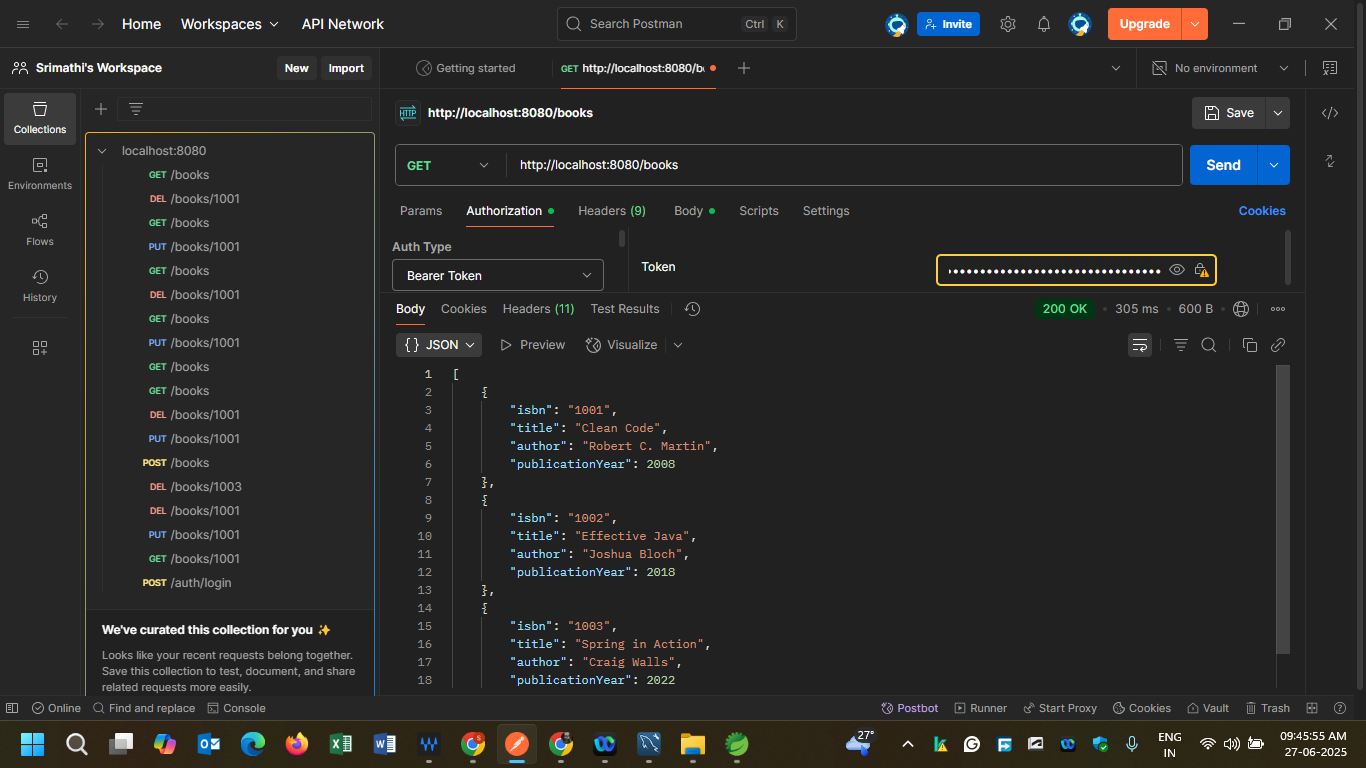 Home
Workspaces
API Network
Search Postman
Ctrl
K
Invite
Upgrade
Srimathi's Workspace
New
Import
Getting started
GET http://localhost:8080/b
No environment
Collections
Environments
Flows
History
localhost:8080
GET /books
DEL /books/1001
GET /books
PUT /books/1001
GET /books
DEL /books/1001
GET /books
PUT /books/1001
GET /books
GET /books
DEL /books/1001
PUT /books/1001
POST /books
DEL /books/1003
DEL /books/1001
PUT /books/1001
GET /books/1001
POST /auth/login
We've curated this collection for you ✨
Looks like your recent requests belong together.
Save this collection to test, document, and share
related requests more easily.
HTTP
http://localhost:8080/books
Save
GET
http://localhost:8080/books
Send
Params
Authorization
Headers (9)
Body
Scripts
Settings
Cookies
Auth Type
Bearer Token
Token
Body
Cookies
Headers (11)
Test Results
200 OK
305 ms
600 B
{} JSON
Preview
Visualize
1 [
2 {
3 "isbn": "1001",
4 "title": "Clean Code",
5 "author": "Robert C. Martin",
6 "publicationYear": 2008
7 },
8 {
9 "isbn": "1002",
10 "title": "Effective Java",
11 "author": "Joshua Bloch",
12 "publicationYear": 2018
13 },
14 {
15 "isbn": "1003",
16 "title": "Spring in Action",
17 "author": "Craig Walls",
18 "publicationYear": 2022
Online
Find and replace
Console
Postbot
Runner
Start Proxy
Cookies
Vault
Trash
27°
ENG
IN
09:45:55 AM
27-06-2025